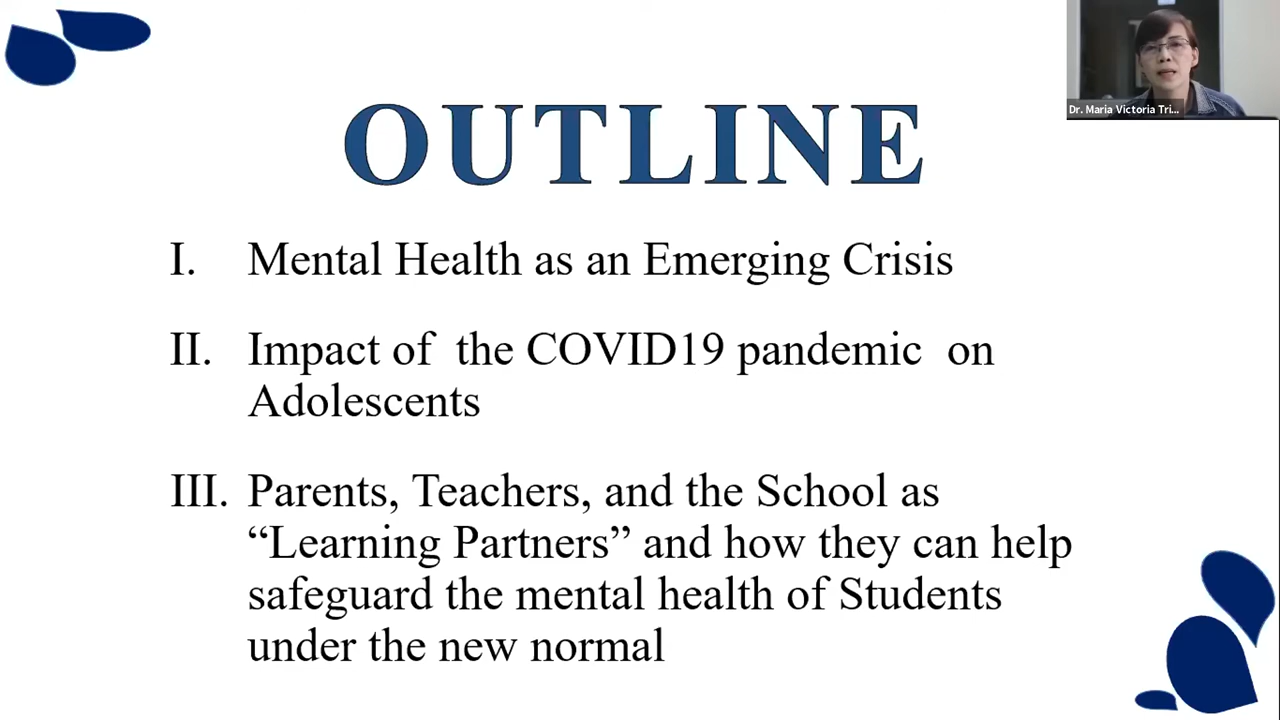 Dr. Maria Victoria Tri...
OUTLINE
I. Mental Health as an Emerging Crisis
II. Impact of the COVID19 pandemic on
Adolescents
III. Parents, Teachers, and the School as
“Learning Partners” and how they can help
safeguard the mental health of Students
under the new normal